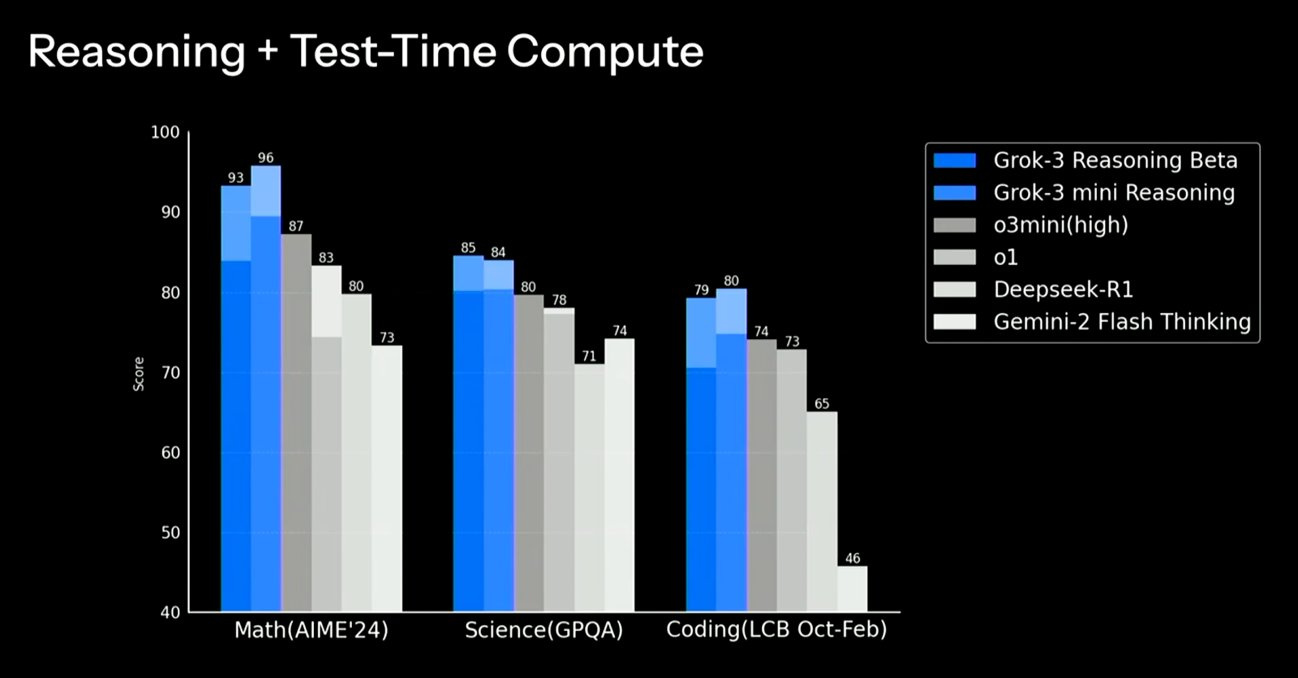 Reasoning + Test-Time Compute
100
90
80
70
60
50
40
Score
93
96
87
83
80
73
85
84
80
78
71
74
79
80
74
73
65
46
Math(AIME'24)
Science(GPQA)
Coding(LCB Oct-Feb)
Grok-3 Reasoning Beta
Grok-3 mini Reasoning
o3mini(high)
o1
Deepseek-R1
Gemini-2 Flash Thinking